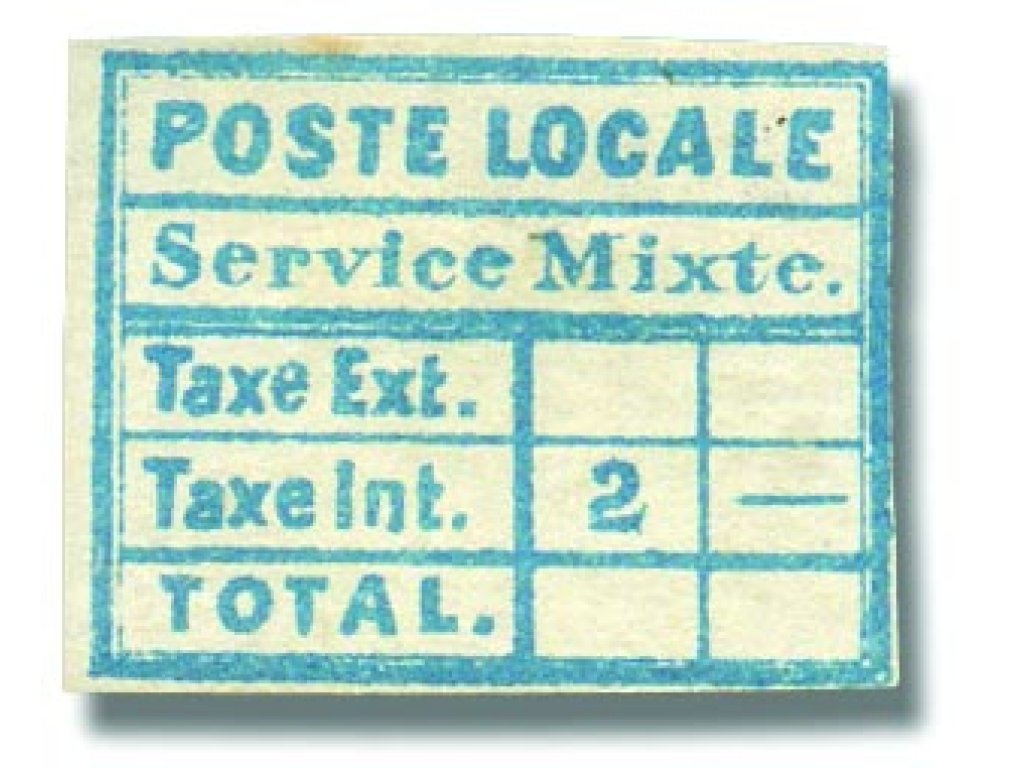 POSTE LOCALE
Service Mixte.
Taxe Ext.
Taxe Int. 2 —
TOTAL.